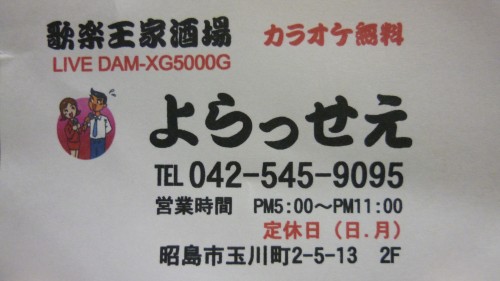 歌楽王家酒場 カラオケ無料
LIVE DAM-XG5000G
よらっせえ
TEL 042-545-9095
営業時間 PM5:00～PM11:00
定休日（日.月）
昭島市玉川町2-5-13 2F